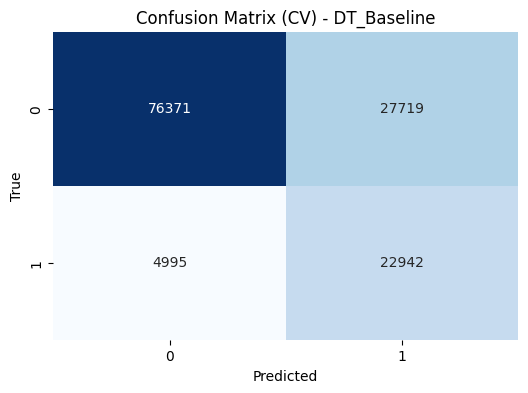 Confusion Matrix (CV) - DT_Baseline
True
0
76371
27719
1
4995
22942
0
1
Predicted